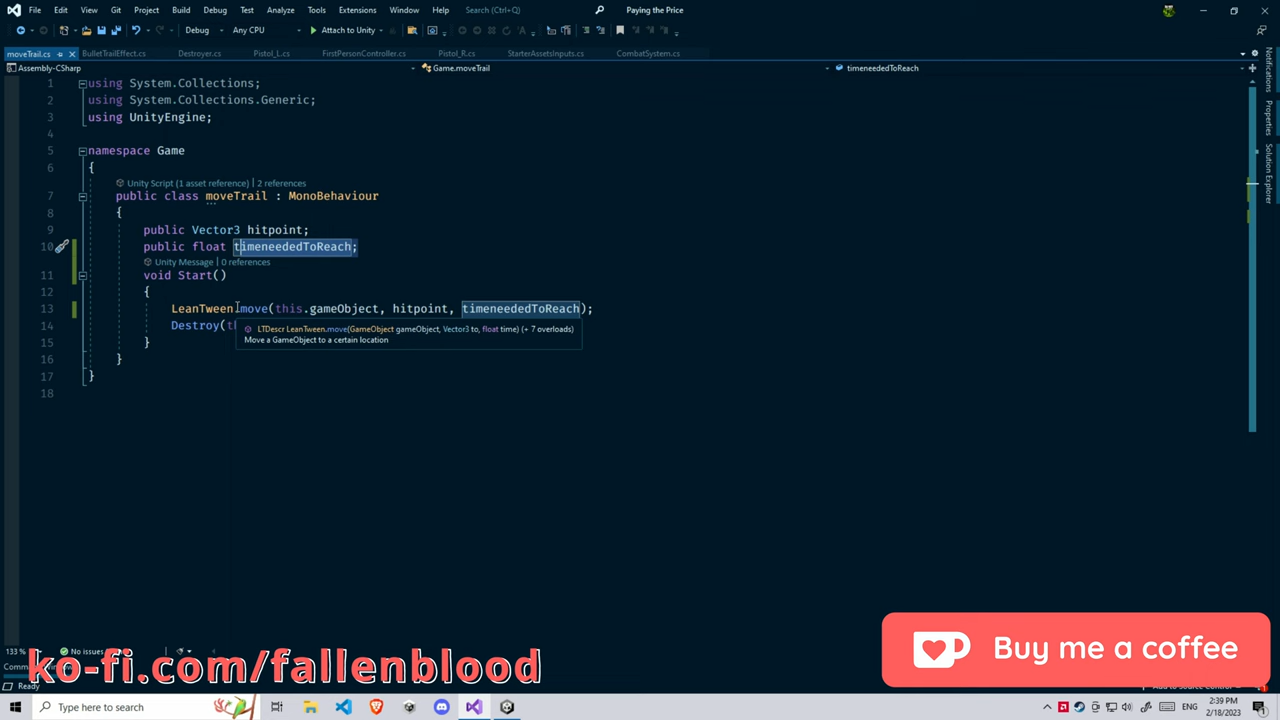 File Edit View Git Project Build Debug Test Analyze Tools Extensions Window Help Search (Ctrl+Q) Paying the Price
Debug Any CPU Attach to Unity
moveTrail.cs BulletTrailEffect.cs Destroyer.cs Pistol_L.cs FirstPersonController.cs Pistol_R.cs StarterAssetsInputs.cs CombatSystem.cs
Assembly-CSharp Game.moveTrail timeneededToReach
1 using System.Collections;
2 using System.Collections.Generic;
3 using UnityEngine;
4
5 namespace Game
6 {
Unity Script (1 asset reference) | 2 references
7 public class moveTrail : MonoBehaviour
8 {
9 public Vector3 hitpoint;
10 public float timeneededToReach;
Unity Message | 0 references
11 void Start()
12 {
13 LeanTween.move(this.gameObject, hitpoint, timeneededToReach);
14 Destroy(th
LTDescr LeanTween.move(GameObject gameObject, Vector3 to, float time) (+ 7 overloads)
Move a GameObject to a certain location
15 }
16 }
17 }
18
Notifications
Properties
Solution Explorer
133 % No issues
ko-fi.com/fallenblood
Buy me a coffee
Ready
Type here to search
ENG
2:39 PM
2/18/2023